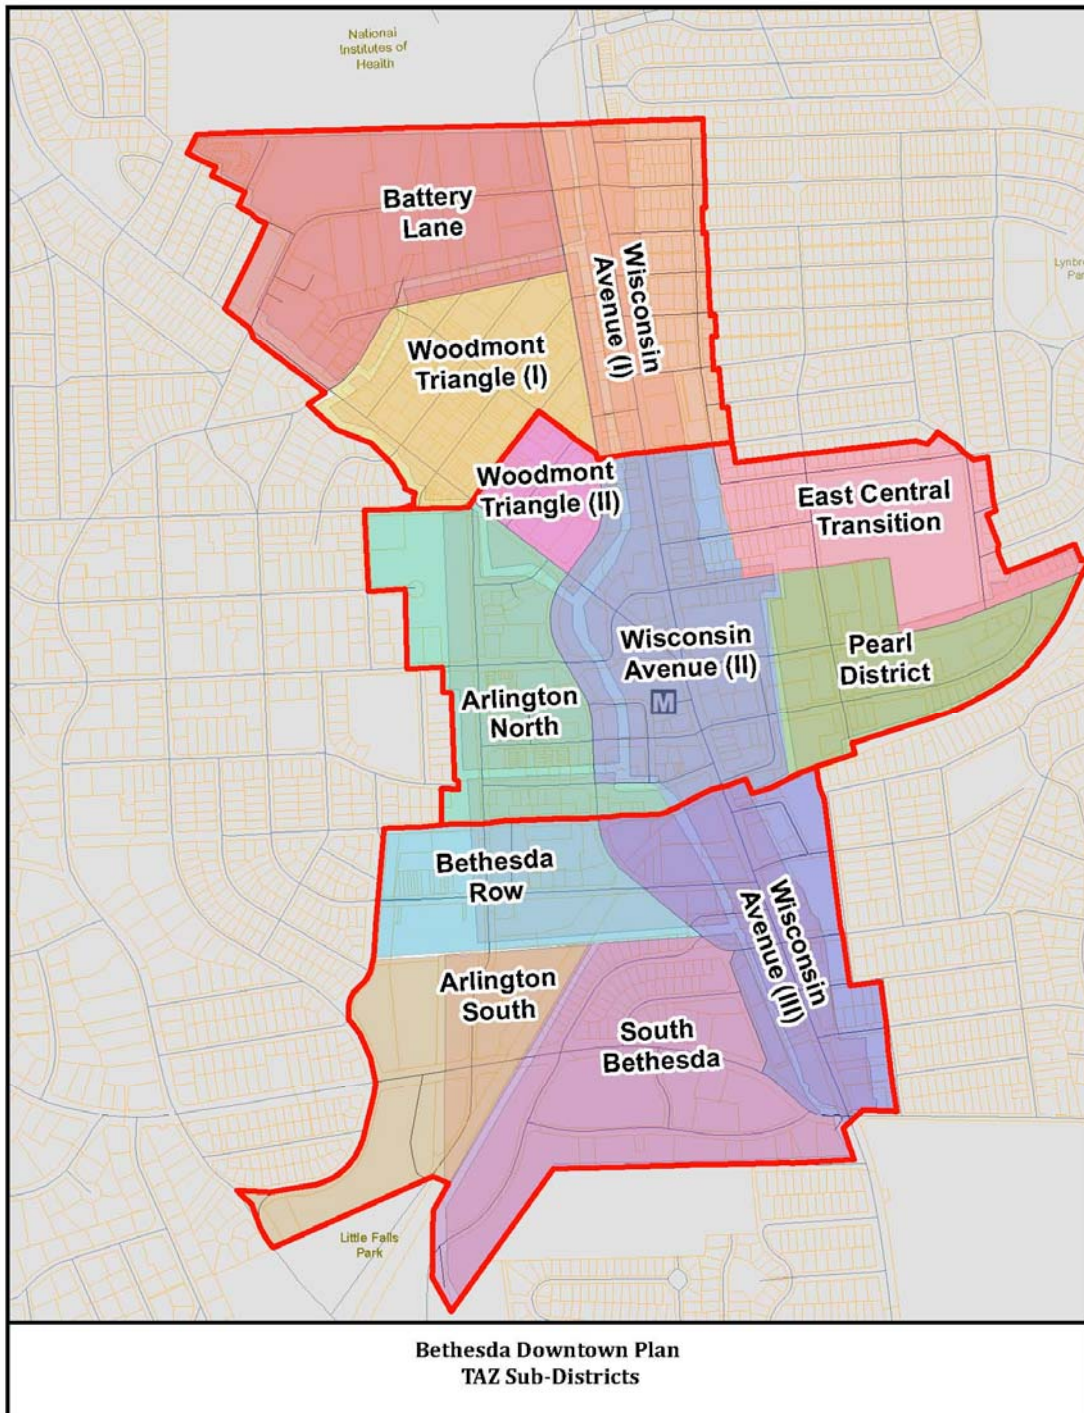 National
Institutes of
Health
Battery
Lane
Wisconsin
Avenue (I)
Lynbro
Par
Woodmont
Triangle (I)
Woodmont
Triangle (II)
East Central
Transition
Wisconsin
Avenue (II)
M
Pearl
District
Arlington
North
Bethesda
Row
Wisconsin
Avenue (III)
Arlington
South
South
Bethesda
Little Falls
Park
Bethesda Downtown Plan
TAZ Sub-Districts